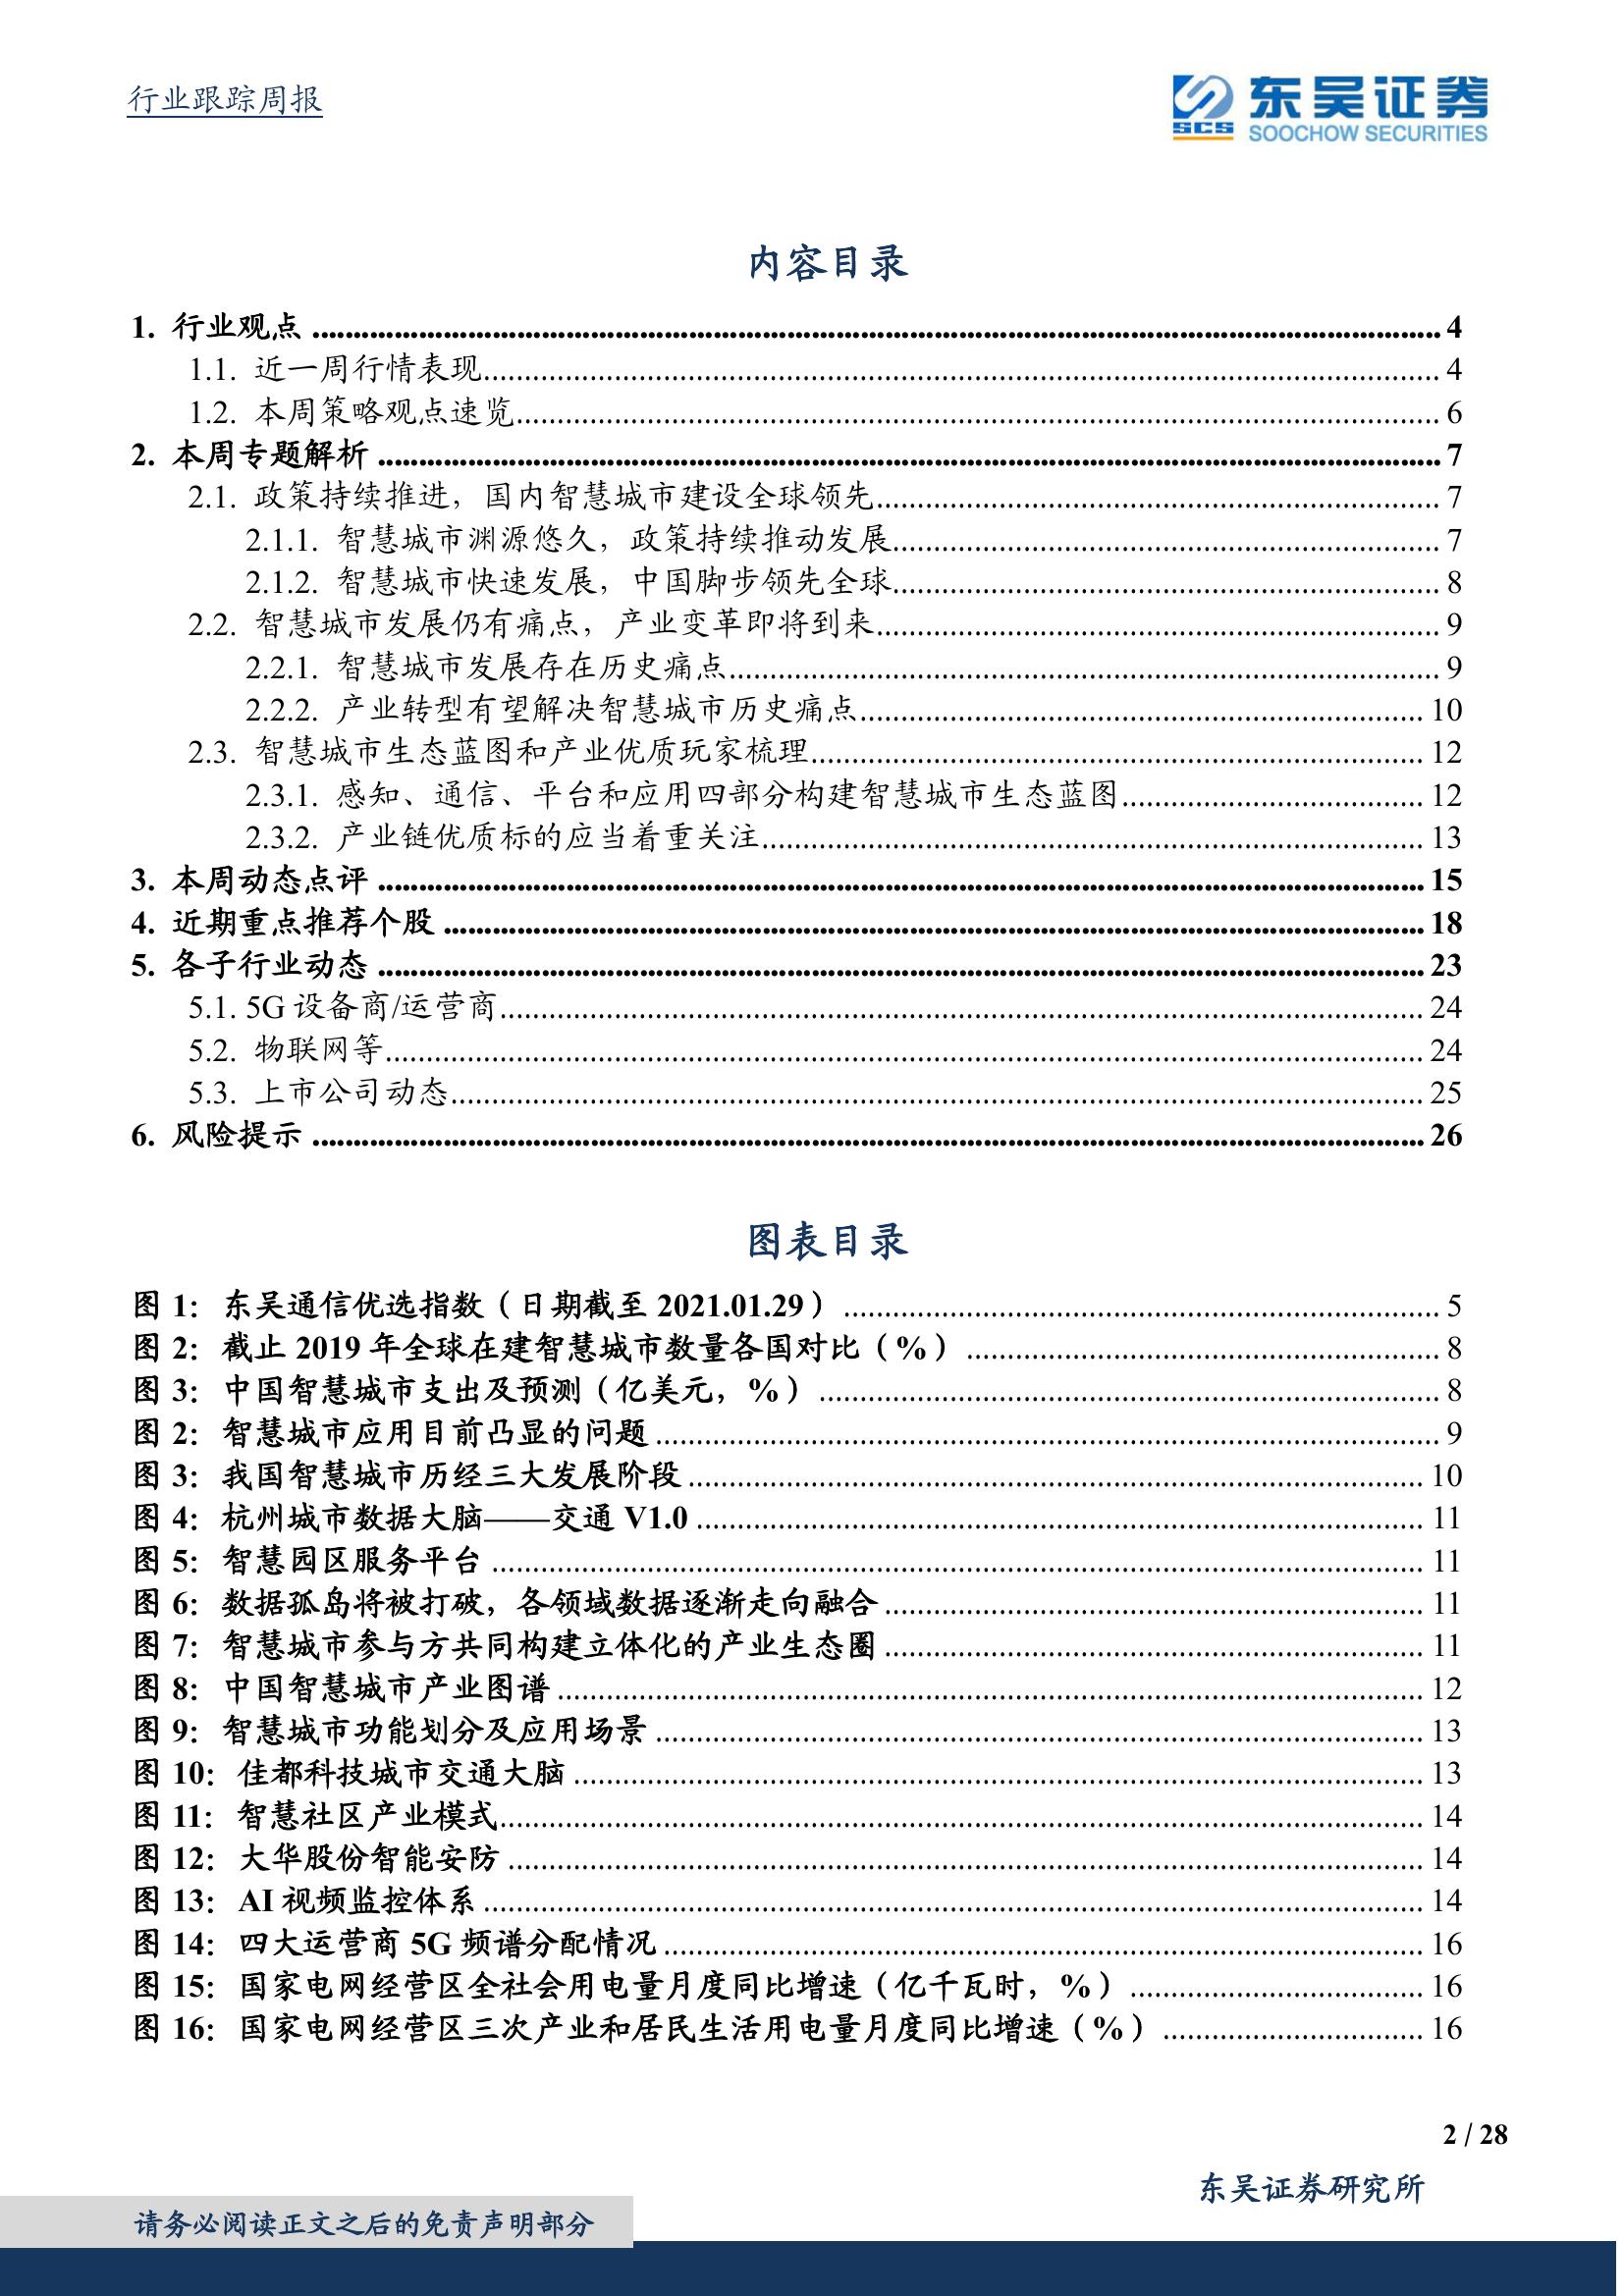 行业跟踪周报
SCS
东吴证券
SOOCHOW SECURITIES
内容目录
1. 行业观点 4
1.1. 近一周行情表现 4
1.2. 本周策略观点速览 6
2. 本周专题解析 7
2.1. 政策持续推进，国内智慧城市建设全球领先 7
2.1.1. 智慧城市渊源悠久，政策持续推动发展 7
2.1.2. 智慧城市快速发展，中国脚步领先全球 8
2.2. 智慧城市发展仍有痛点，产业变革即将到来 9
2.2.1. 智慧城市发展存在历史痛点 9
2.2.2. 产业转型有望解决智慧城市历史痛点 10
2.3. 智慧城市生态蓝图和产业优质玩家梳理 12
2.3.1. 感知、通信、平台和应用四部分构建智慧城市生态蓝图 12
2.3.2. 产业链优质标的应当着重关注 13
3. 本周动态点评 15
4. 近期重点推荐个股 18
5. 各子行业动态 23
5.1. 5G 设备商/运营商 24
5.2. 物联网等 24
5.3. 上市公司动态 25
6. 风险提示 26
图表目录
图 1：东吴通信优选指数（日期截至 2021.01.29） 5
图 2：截止 2019 年全球在建智慧城市数量各国对比（%） 8
图 3：中国智慧城市支出及预测（亿美元，%） 8
图 2：智慧城市应用目前凸显的问题 9
图 3：我国智慧城市历经三大发展阶段 10
图 4：杭州城市数据大脑——交通 V1.0 11
图 5：智慧园区服务平台 11
图 6：数据孤岛将被打破，各领域数据逐渐走向融合 11
图 7：智慧城市参与方共同构建立体化的产业生态圈 11
图 8：中国智慧城市产业图谱 12
图 9：智慧城市功能划分及应用场景 13
图 10：佳都科技城市交通大脑 13
图 11：智慧社区产业模式 14
图 12：大华股份智能安防 14
图 13：AI 视频监控体系 14
图 14：四大运营商 5G 频谱分配情况 16
图 15：国家电网经营区全社会用电量月度同比增速（亿千瓦时，%） 16
图 16：国家电网经营区三次产业和居民生活用电量月度同比增速（%） 16
2 / 28
东吴证券研究所
请务必阅读正文之后的免责声明部分